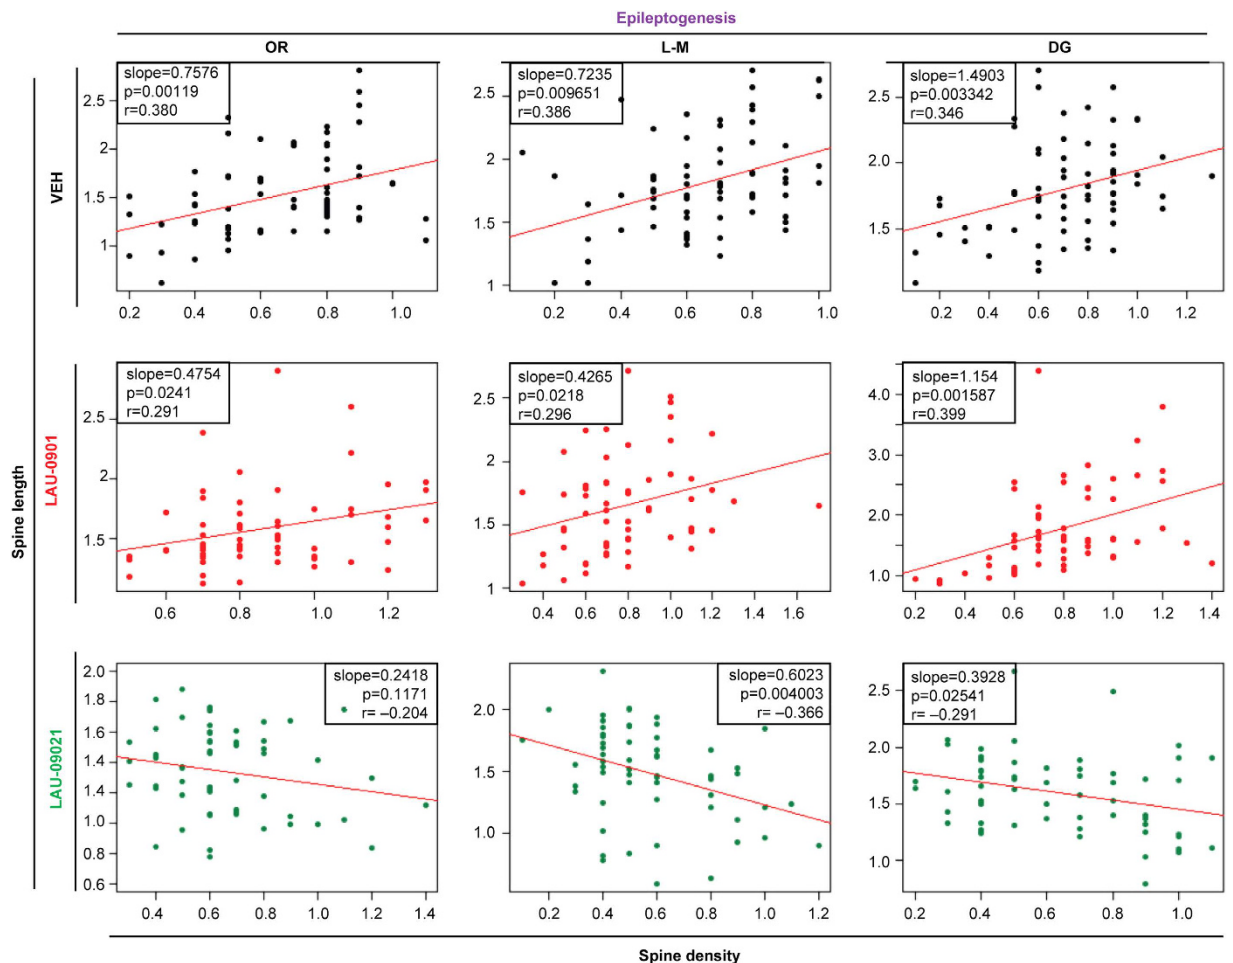 Epileptogenesis
OR
L-M
DG
Spine length
VEH
slope=0.7576
p=0.00119
r=0.380
2.5
2
1.5
1
0.2
0.4
0.6
0.8
1.0
slope=0.7235
p=0.009651
r=0.386
2.5
2
1.5
1
0.2
0.4
0.6
0.8
1.0
slope=1.4903
p=0.003342
r=0.346
2.5
2.0
1.5
0.2
0.4
0.6
0.8
1.0
1.2
LAU-0901
slope=0.4754
p=0.0241
r=0.291
2.5
2
1.5
0.6
0.8
1.0
1.2
slope=0.4265
p=0.0218
r=0.296
2.5
2
1.5
1
0.4
0.6
0.8
1.0
1.2
1.4
1.6
slope=1.154
p=0.001587
r=0.399
4.0
3.0
2.0
1.0
0.2
0.4
0.6
0.8
1.0
1.2
1.4
LAU-09021
slope=0.2418
p=0.1171
r= –0.204
2.0
1.8
1.6
1.4
1.2
1.0
0.8
0.6
0.4
0.6
0.8
1.0
1.2
1.4
slope=0.6023
p=0.004003
r= –0.366
2.0
1.5
1.0
0.2
0.4
0.6
0.8
1.0
1.2
slope=0.3928
p=0.02541
r= –0.291
2.5
2.0
1.5
1.0
0.2
0.4
0.6
0.8
1.0
Spine density